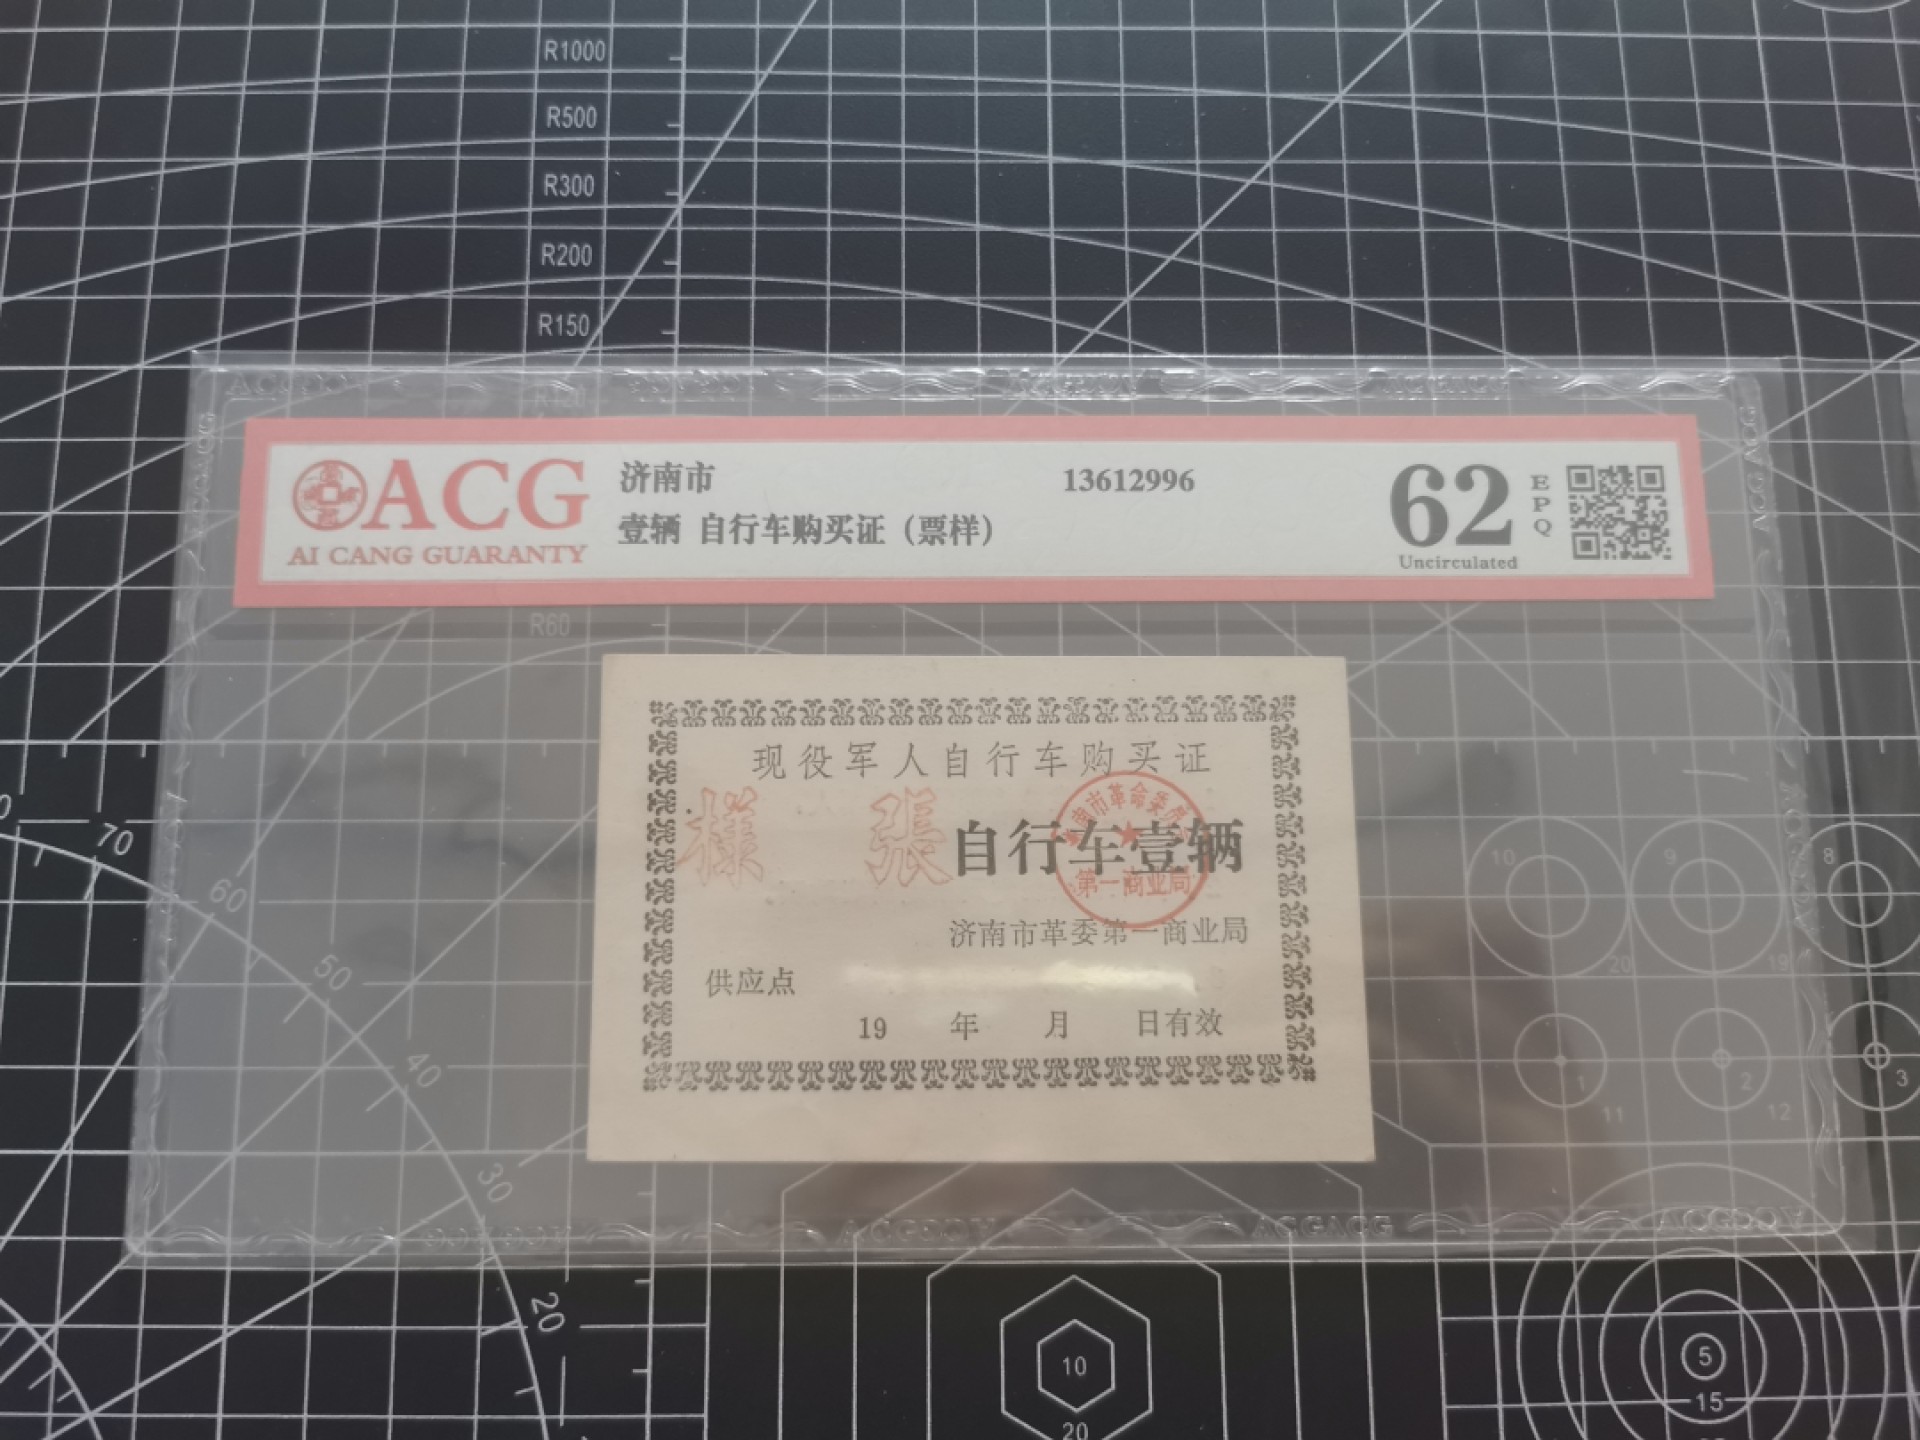 R1000
R500
R300
R200
R150
R120
ACG
AI CANG GUARANTY
济南市
13612996
壹辆 自行车购买证（票样）
62
EPQ
Uncirculated
R60
现役军人自行车购买证
樣 張
自行车壹辆
济南市革命委员会
第一商业局
济南市革委第一商业局
供应点
19 年 月 日有效
70
60
50
40
30
20
10
9
8
20
19
1
2
3
11
12
10
20
5
15